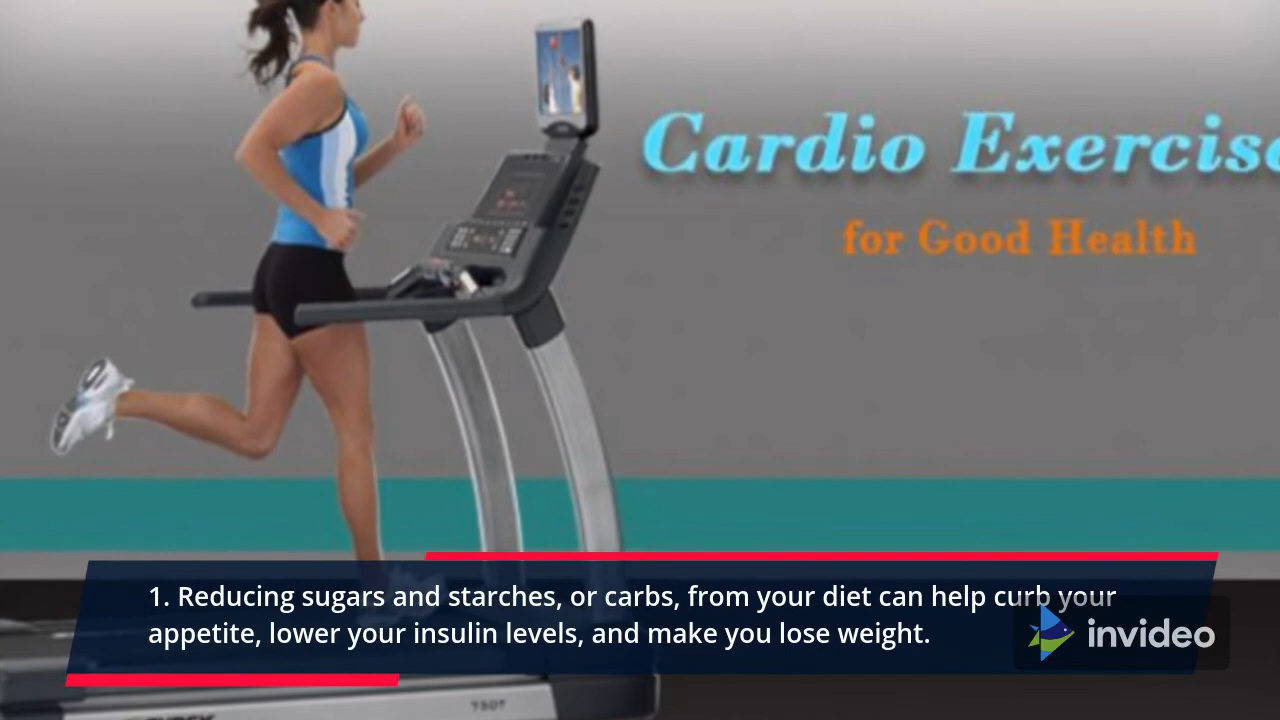 Cardio Exercise
for Good Health
1. Reducing sugars and starches, or carbs, from your diet can help curb your
appetite, lower your insulin levels, and make you lose weight.
invideo